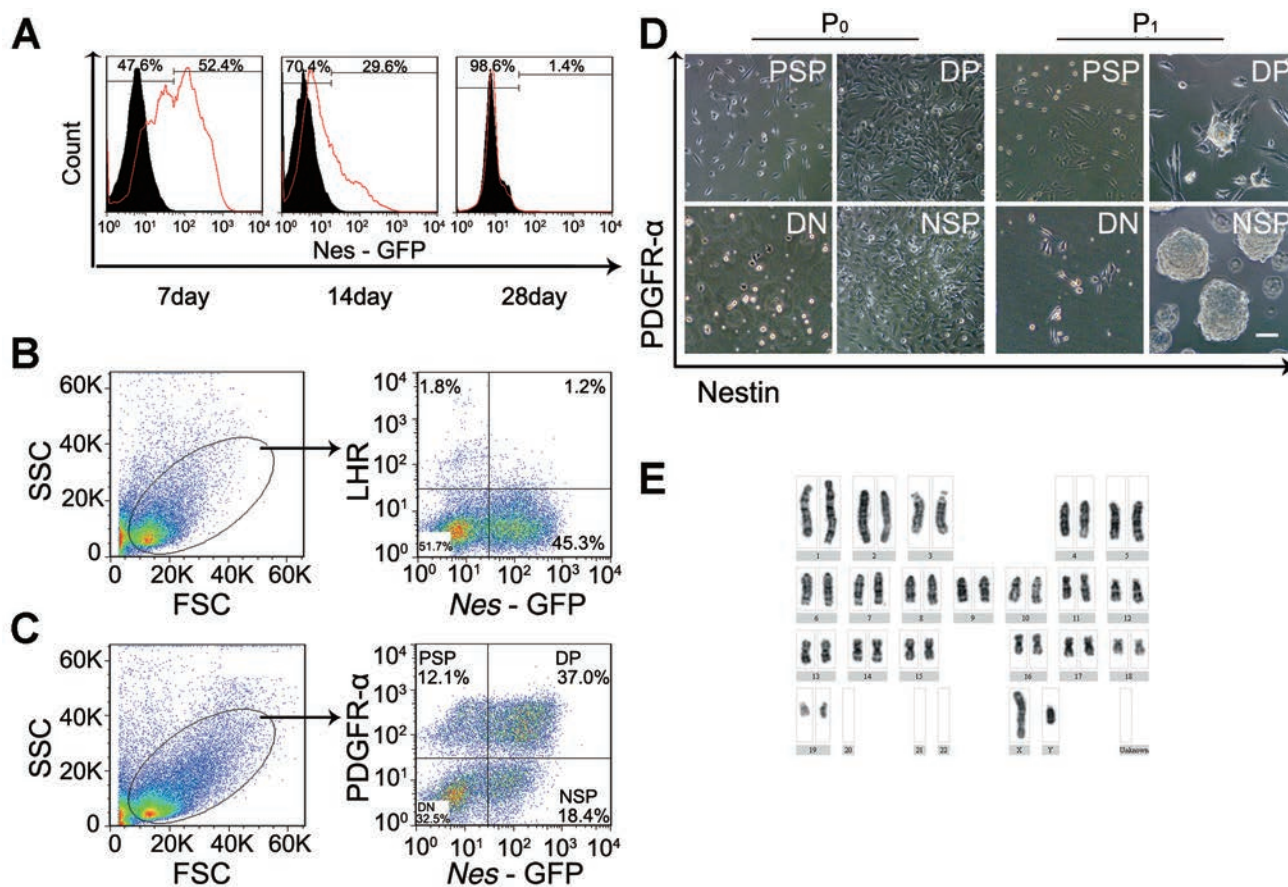 A
47.6%
52.4%
70.4%
29.6%
98.6%
1.4%
Count
10⁰ 10¹ 10² 10³ 10⁴
10⁰ 10¹ 10² 10³ 10⁴
10⁰ 10¹ 10² 10³ 10⁴
Nes - GFP
7day
14day
28day
B
60K
40K
20K
0
SSC
0 20K 40K 60K
FSC
10⁴
10³
10²
10¹
10⁰
LHR
1.8%
1.2%
51.7%
45.3%
10⁰ 10¹ 10² 10³ 10⁴
Nes - GFP
C
60K
40K
20K
0
SSC
0 20K 40K 60K
FSC
10⁴
10³
10²
10¹
10⁰
PDGFR-α
PSP
12.1%
DP
37.0%
DN
32.5%
NSP
18.4%
10⁰ 10¹ 10² 10³ 10⁴
Nes - GFP
D
P₀
P₁
PSP
DP
PSP
DP
DN
NSP
DN
NSP
PDGFR-α
Nestin
E
1 2 3 4 5
6 7 8 9 10 11 12
13 14 15 16 17 18
19 20 21 22 X Y Unknown